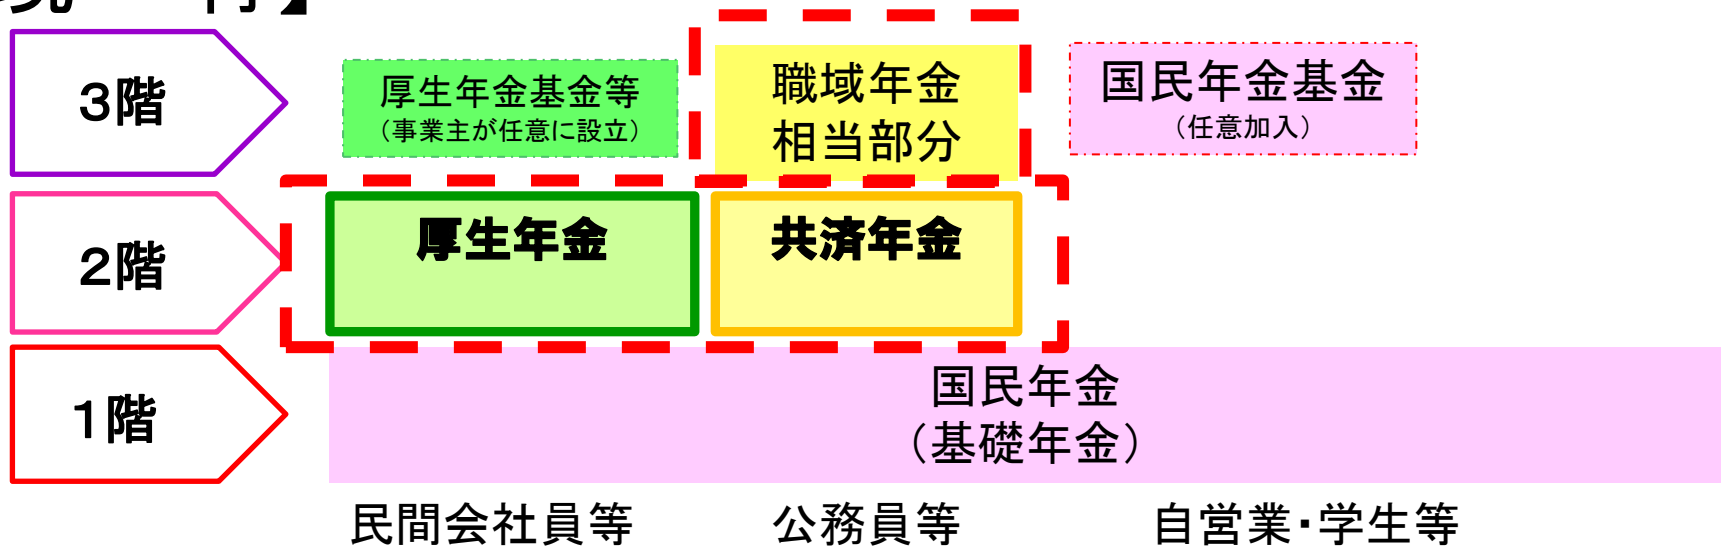 3階
厚生年金基金等
（事業主が任意に設立）
職域年金
相当部分
国民年金基金
（任意加入）
2階
厚生年金
共済年金
1階
国民年金
（基礎年金）
民間会社員等
公務員等
自営業・学生等